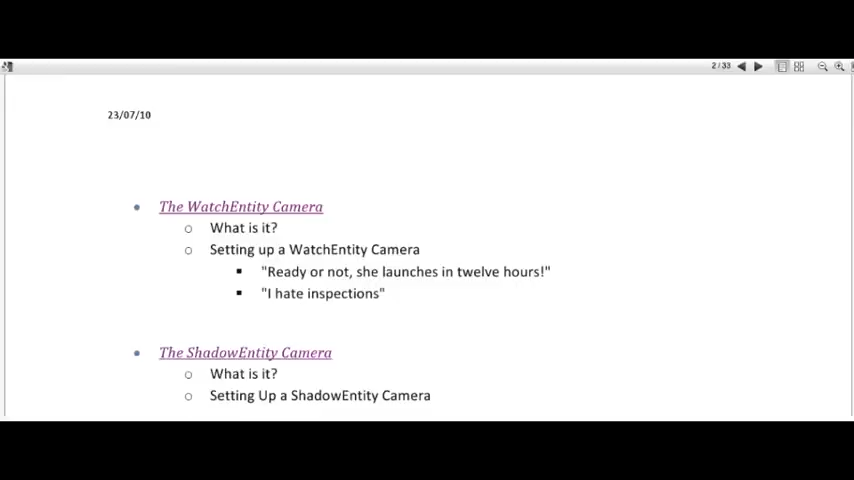 2/33
23/07/10
The WatchEntity Camera
What is it?
Setting up a WatchEntity Camera
"Ready or not, she launches in twelve hours!"
"I hate inspections"
The ShadowEntity Camera
What is it?
Setting Up a ShadowEntity Camera